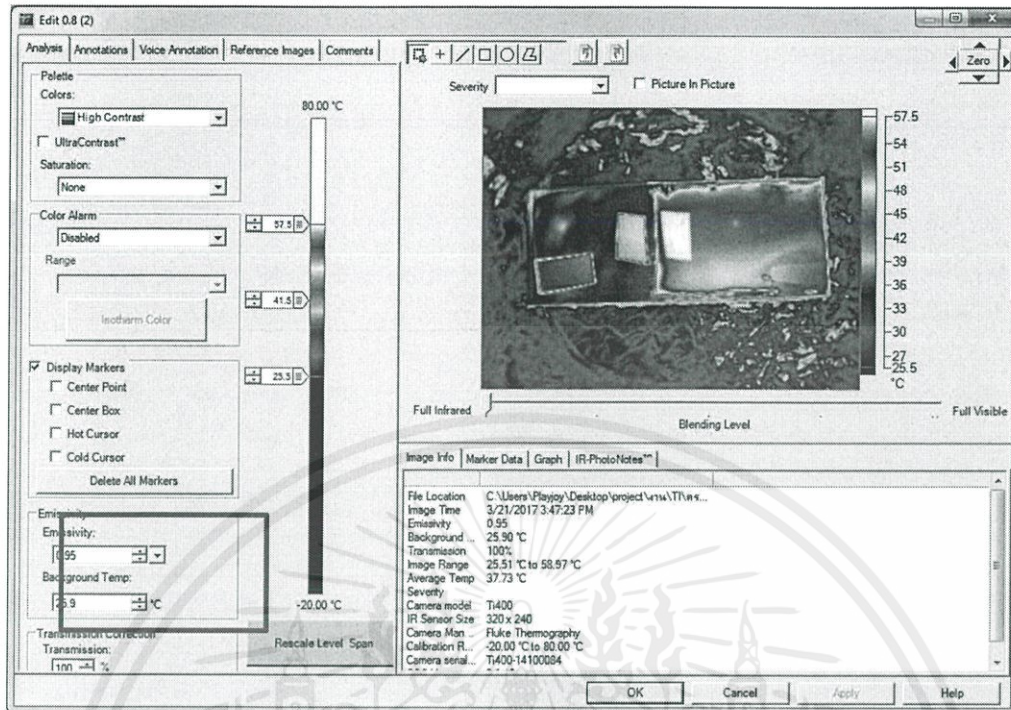 Edit 0.8 (2)
Analysis
Annotations
Voice Annotation
Reference Images
Comments
Palette
Colors:
High Contrast
UltraContrast™
Saturation:
None
Color Alarm
Disabled
Range
Isotherm Color
Display Markers
Center Point
Center Box
Hot Cursor
Cold Cursor
Delete All Markers
Emissivity
Emissivity:
0.95
Background Temp:
25.9 °C
Transmission Correction
Transmission:
100 %
80.00 °C
57.5
41.5
25.5
-20.00 °C
Rescale Level Span
Severity
Picture In Picture
Zero
57.5
54
51
48
45
42
39
36
33
30
27
25.5
°C
Full Infrared
Full Visible
Blending Level
Image Info
Marker Data
Graph
IR-PhotoNotes™
File Location C:\Users\Playjoy\Desktop\project\งาน\TI\
Image Time 3/21/2017 3:47:23 PM
Emissivity 0.95
Background ... 25.90 °C
Transmission 100%
Image Range 25.51 °C to 58.97 °C
Average Temp 37.73 °C
Severity
Camera model Ti400
IR Sensor Size 320 x 240
Camera Man... Fluke Thermography
Calibration R... -20.00 °C to 80.00 °C
Camera serial... Ti400-14100084
OK
Cancel
Apply
Help